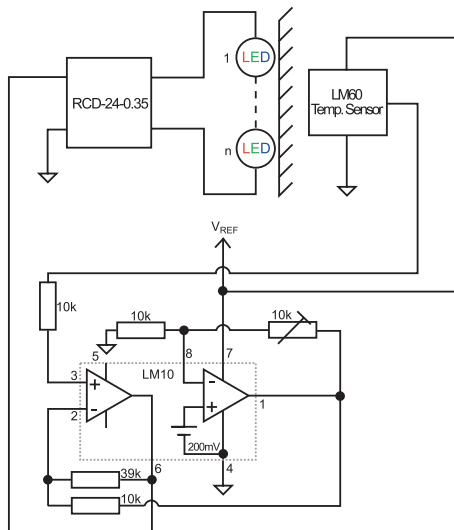 1
LED
RCD-24-0.35
LM60
Temp. Sensor
n
LED
VREF
10k
10k
10k
8
7
5
LM10
3
+
-
-
2
+
1
200mV
39k
6
4
10k